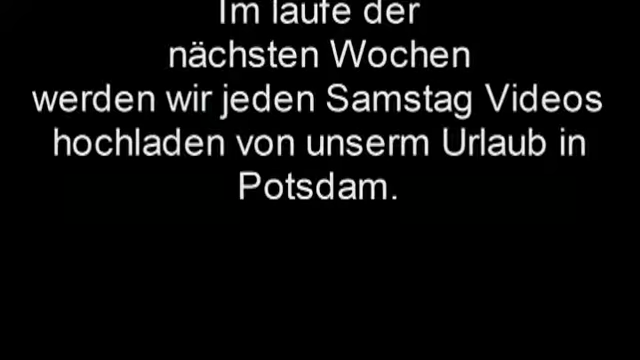 Im laufe der
nächsten Wochen
werden wir jeden Samstag Videos
hochladen von unserm Urlaub in
Potsdam.